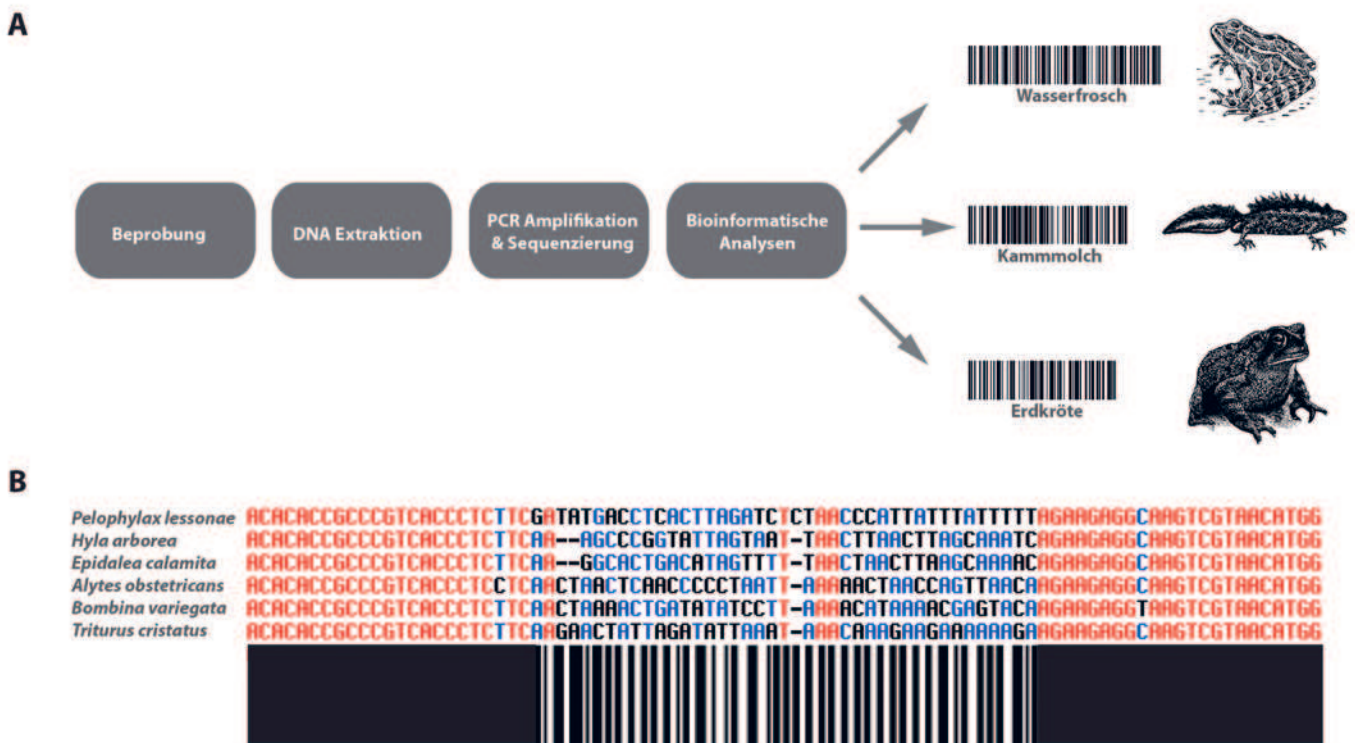 A
Wasserfrosch
Beprobung
DNA Extraktion
PCR Amplifikation
& Sequenzierung
Bioinformatische
Analysen
Kammmolch
Erdkröte
B
Pelophylax lessonae ACACACCGCCCGTCACCCTCTTCGATATGACCTCACTTAGATCTCTAACCCATTATTTATTTTTAGAAGAGGCAAGTCGTAACATGG
Hyla arborea ACACACCGCCCGTCACCCTCTTCAA--AGCCCGGTATTAGTAAT-TAACTTAACTTAGCAAATCAGAAGAGGCAAGTCGTAACATGG
Epidalea calamita ACACACCGCCCGTCACCCTCTTCAA--GGCACTGACATAGTTTT-TAACTAACTTAAGCAAAACAGAAGAGGCAAGTCGTAACATGG
Alytes obstetricans ACACACCGCCCGTCACCCTCCTCAACTAACTCAACCCCCTAATT-AAAAACTAACCAGTTAACAAGAAGAGGCAAGTCGTAACATGG
Bombina variegata ACACACCGCCCGTCACCCTCTTCAACTAAAACTGATATATCCTT-AAAACATAAAACGAGTACAAGAAGAGGTAAGTCGTAACATGG
Triturus cristatus ACACACCGCCCGTCACCCTCTTCAAGAACTATTAGATATTAAAT-AAACAAAGAAGAAAAAAGAAGAAGAGGCAAGTCGTAACATGG